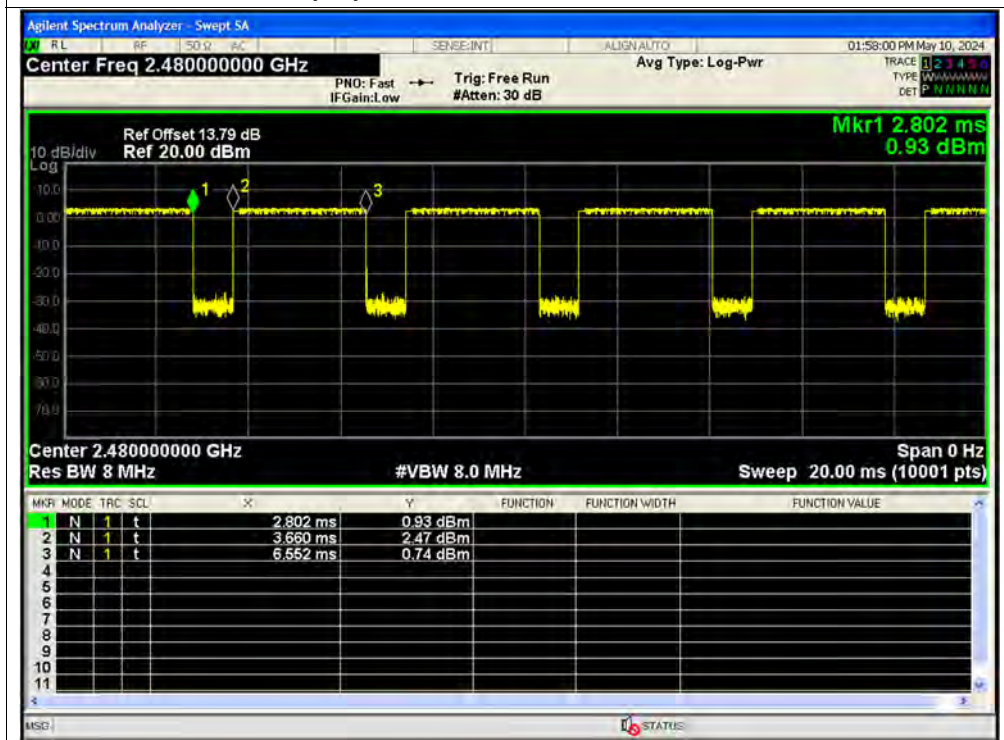 Agilent Spectrum Analyzer - Swept SA
RL RF 50 Ω AC SENSE:INT ALIGN AUTO 01:58:00 PM May 10, 2024
Center Freq 2.480000000 GHz
PNO: Fast
IFGain:Low
Trig: Free Run
#Atten: 30 dB
Avg Type: Log-Pwr
TRACE 1 2 3 4 5 6
TYPE WWWWWW
DET P N N N N N
Mkr1 2.802 ms
0.93 dBm
Ref Offset 13.79 dB
10 dB/div Ref 20.00 dBm
Log
10.0
0.00
-10.0
-20.0
-30.0
-40.0
-50.0
-60.0
-70.0
1 2 3
Center 2.480000000 GHz Span 0 Hz
Res BW 8 MHz #VBW 8.0 MHz Sweep 20.00 ms (10001 pts)
MKR MODE TRC SCL X Y FUNCTION FUNCTION WIDTH FUNCTION VALUE
1 N 1 t 2.802 ms 0.93 dBm
2 N 1 t 3.660 ms 2.47 dBm
3 N 1 t 6.552 ms 0.74 dBm
4
5
6
7
8
9
10
11
MSG STATUS